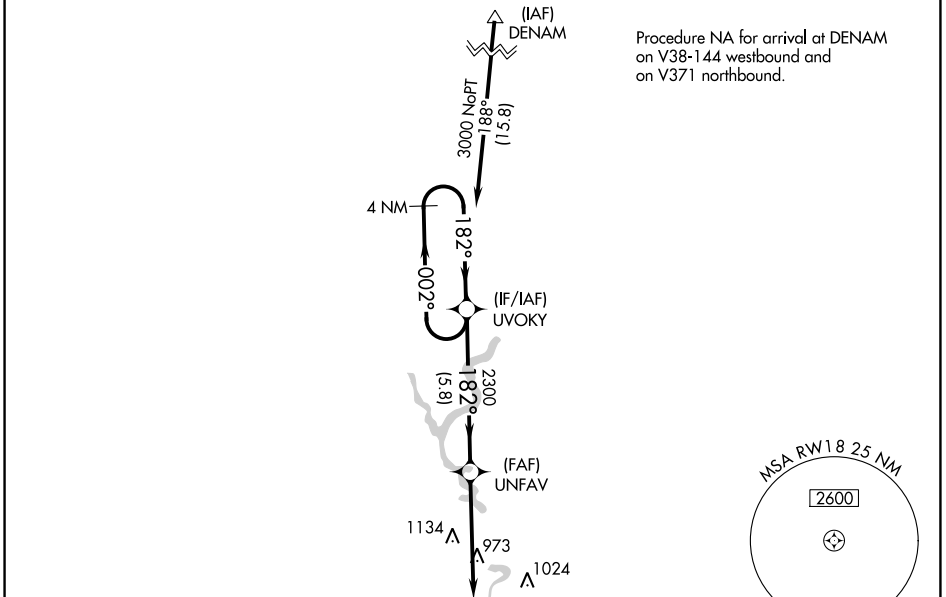 (IAF)
DENAM
Procedure NA for arrival at DENAM
on V38-144 westbound and
on V371 northbound.
3000 NoPT
188°
(15.8)
4 NM
182°
002°
(IF/IAF)
UVOKY
2300
182°
(5.8)
(FAF)
UNFAV
MSA RW18 25 NM
2600
1134
973
1024